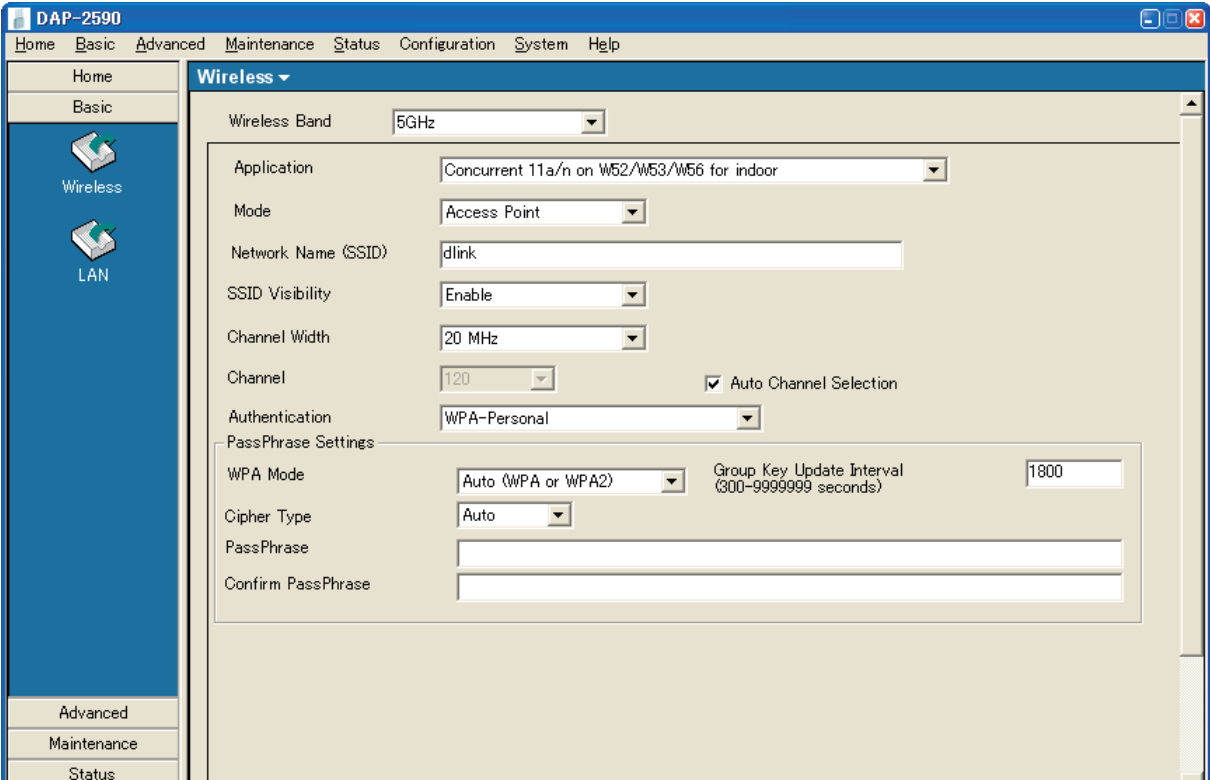 DAP-2590
Home Basic Advanced Maintenance Status Configuration System Help
Home
Basic
Wireless
LAN
Advanced
Maintenance
Status
Wireless
Wireless Band 5GHz
Application Concurrent 11a/n on W52/W53/W56 for indoor
Mode Access Point
Network Name (SSID) dlink
SSID Visibility Enable
Channel Width 20 MHz
Channel 120 Auto Channel Selection
Authentication WPA-Personal
PassPhrase Settings
WPA Mode Auto (WPA or WPA2) Group Key Update Interval 1800
(300-9999999 seconds)
Cipher Type Auto
PassPhrase
Confirm PassPhrase